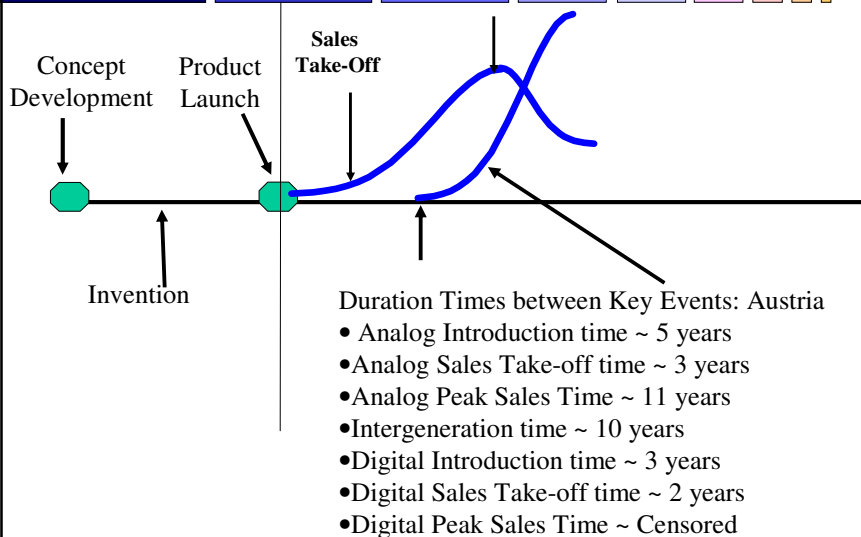 Sales
Take-Off
Concept
Development
Product
Launch
Invention
Duration Times between Key Events: Austria
• Analog Introduction time ~ 5 years
•Analog Sales Take-off time ~ 3 years
•Analog Peak Sales Time ~ 11 years
•Intergeneration time ~ 10 years
•Digital Introduction time ~ 3 years
•Digital Sales Take-off time ~ 2 years
•Digital Peak Sales Time ~ Censored